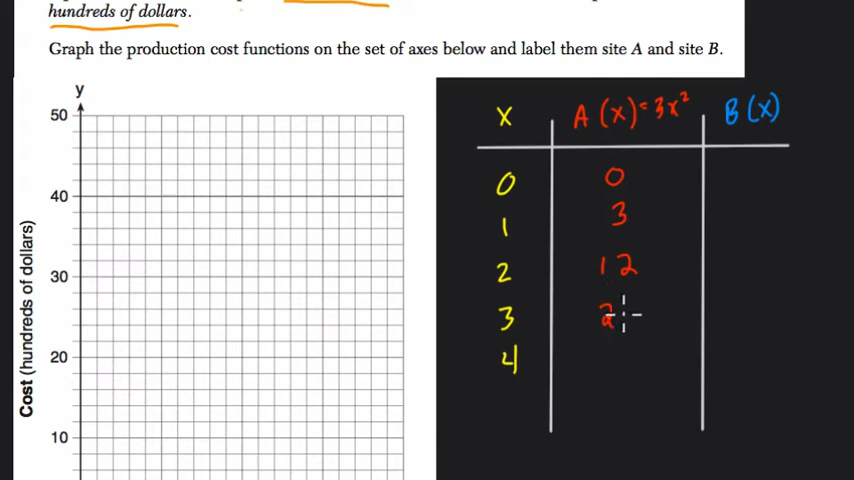 hundreds of dollars.
Graph the production cost functions on the set of axes below and label them site A and site B.
y
50
40
30
20
10
Cost (hundreds of dollars)
X A(x)=3x² B(x)
0 0
1 3
2 12
3 2
4